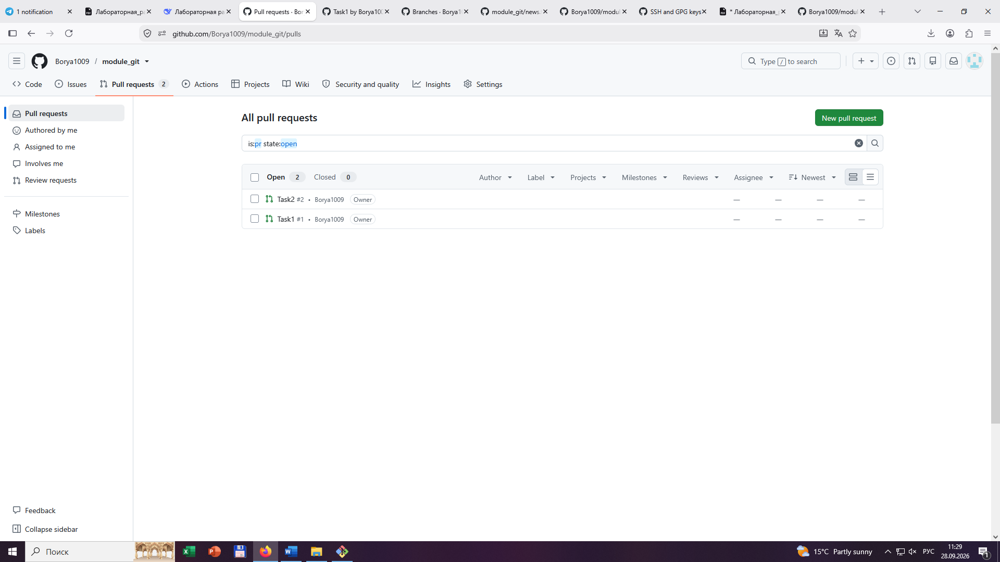 1 notification
Лабораторная_ра
Лабораторная ра
Pull requests · Bor
Task1 by Borya100
Branches · Borya10
module_git/news.
Borya1009/modul
SSH and GPG keys
* Лабораторная_
Borya1009/modul
github.com/Borya1009/module_git/pulls
Borya1009 / module_git
Type / to search
Code
Issues
Pull requests 2
Actions
Projects
Wiki
Security and quality
Insights
Settings
Pull requests
Authored by me
Assigned to me
Involves me
Review requests
Milestones
Labels
Feedback
Collapse sidebar
All pull requests
New pull request
is:pr state:open
Open 2 Closed 0 Author Label Projects Milestones Reviews Assignee Newest
Task2 #2 • Borya1009 Owner — — — —
Task1 #1 • Borya1009 Owner — — — —
Поиск
15°C Partly sunny
РУС
11:29
28.09.2026
1